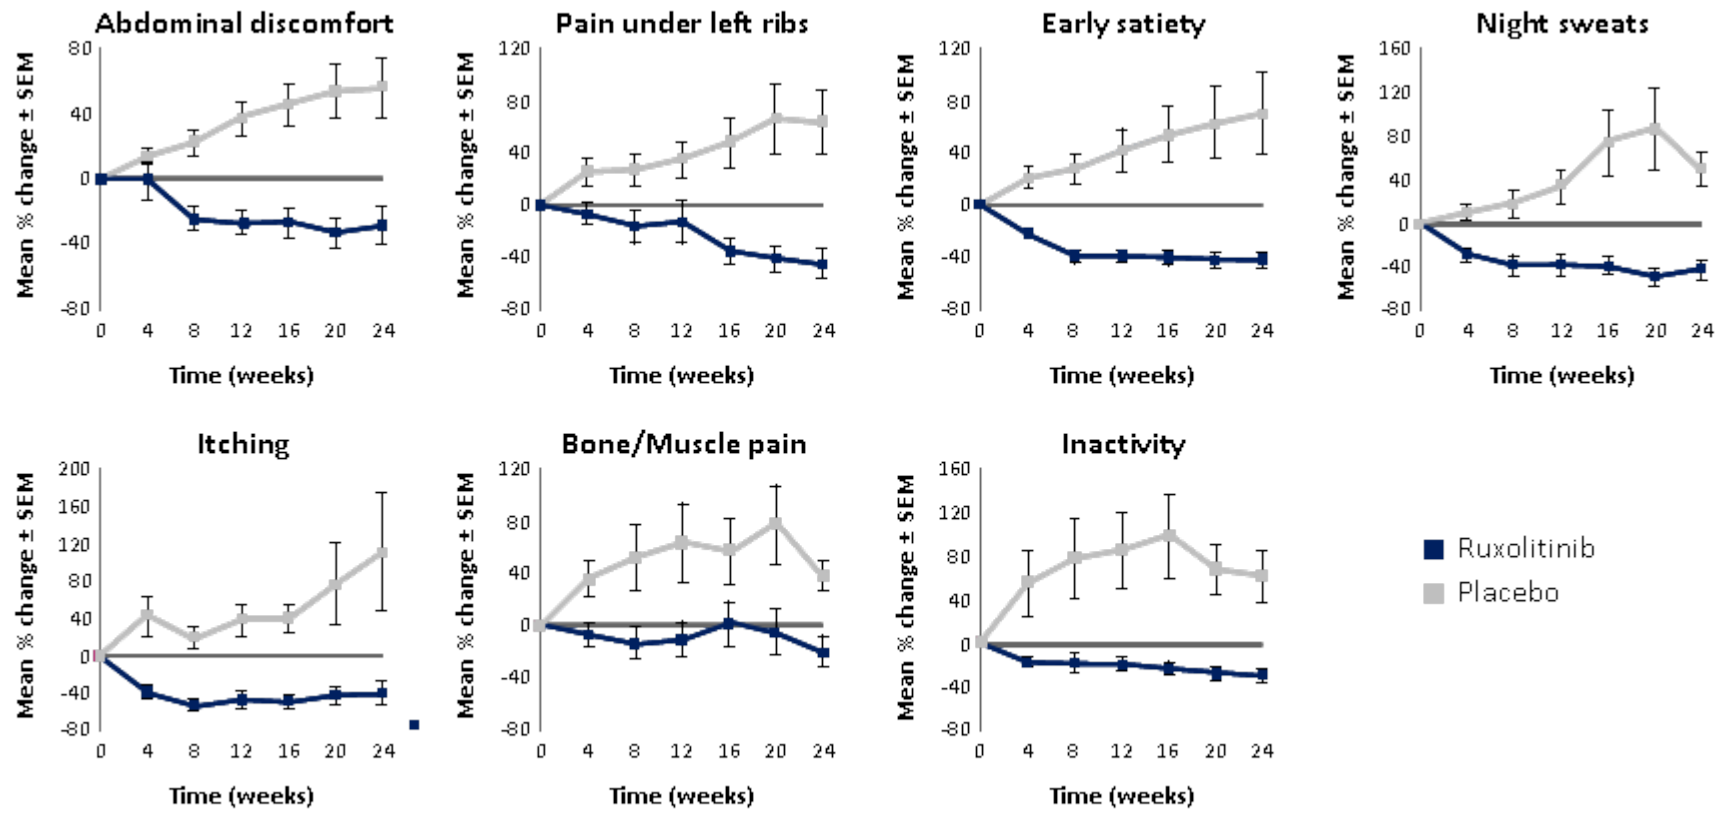 Abdominal discomfort
Mean % change ± SEM
80
40
0
-40
-80
0 4 8 12 16 20 24
Time (weeks)
Pain under left ribs
Mean % change ± SEM
120
80
40
0
-40
-80
0 4 8 12 16 20 24
Time (weeks)
Early satiety
Mean % change ± SEM
120
80
40
0
-40
-80
0 4 8 12 16 20 24
Time (weeks)
Night sweats
Mean % change ± SEM
160
120
80
40
0
-40
-80
0 4 8 12 16 20 24
Time (weeks)
Itching
Mean % change ± SEM
200
160
120
80
40
0
-40
-80
0 4 8 12 16 20 24
Time (weeks)
Bone/Muscle pain
Mean % change ± SEM
120
80
40
0
-40
-80
0 4 8 12 16 20 24
Time (weeks)
Inactivity
Mean % change ± SEM
160
120
80
40
0
-40
-80
0 4 8 12 16 20 24
Time (weeks)
Ruxolitinib
Placebo